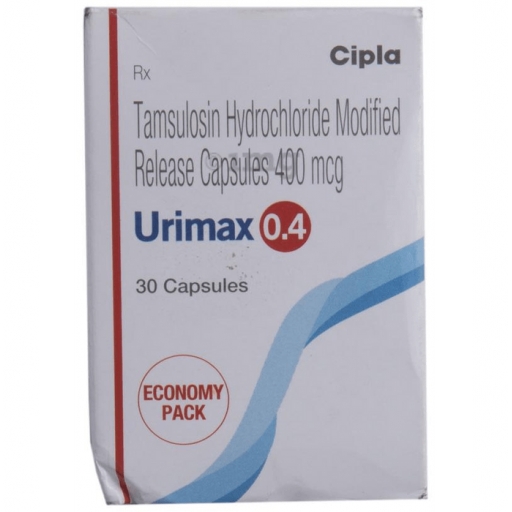 Cipla
Rx
Tamsulosin Hydrochloride Modified
Release Capsules 400 mcg
Urimax 0.4
30 Capsules
ECONOMY
PACK